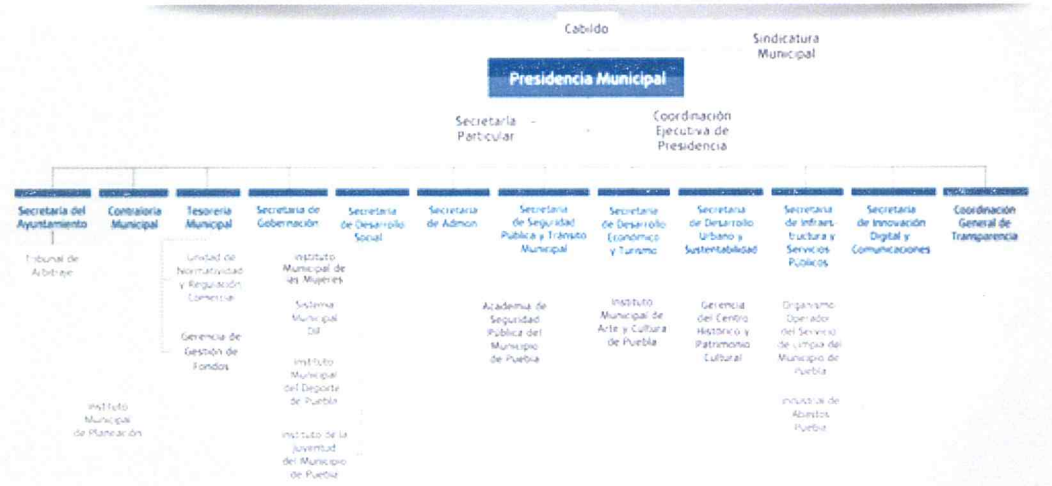 Cabildo
Sindicatura
Municipal
Presidencia Municipal
Secretaría
Particular
Coordinación
Ejecutiva de
Presidencia
Secretaría del
Ayuntamiento
Contraloría
Municipal
Tesorería
Municipal
Secretaría de
Gobernación
Secretaría
de Desarrollo
Social
Secretaría
de Admon
Secretaría
de Seguridad
Pública y Tránsito
Municipal
Secretaría
de Desarrollo
Económico
y Turismo
Secretaría
de Desarrollo
Urbano y
Sustentabilidad
Secretaría
de Infraes-
tructura y
Servicios
Públicos
Secretaría
de Innovación
Digital y
Comunicaciones
Coordinación
General de
Transparencia
Tribunal de
Arbitraje
Unidad de
Normatividad
y Regulación
Comercial
Gerencia de
Gestión de
Fondos
Instituto
Municipal
de Planeación
Instituto
Municipal de
las Mujeres
Sistema
Municipal
DIF
Instituto
Municipal
del Deporte
de Puebla
Instituto de la
Juventud
del Municipio
de Puebla
Academia de
Seguridad
Pública del
Municipio
de Puebla
Instituto
Municipal de
Arte y Cultura
de Puebla
Gerencia
del Centro
Histórico y
Patrimonio
Cultural
Organismo
Operador
del Servicio
de Limpia del
Municipio de
Puebla
Industrial de
Abastos
Puebla